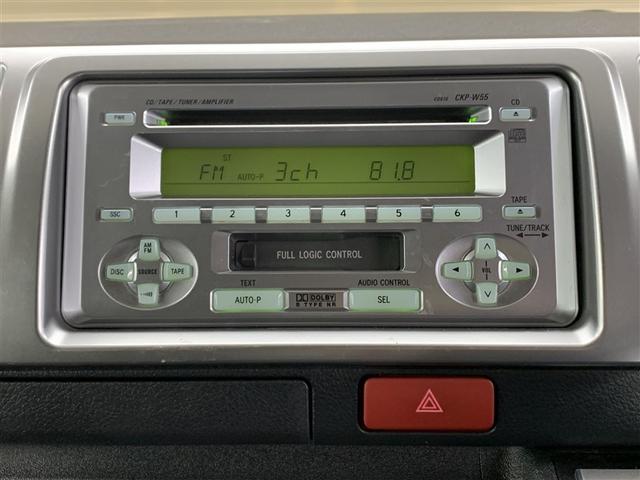 CD/TAPE/TUNER/AMPLIFIER
CKP-W55
CD
PWR
ST
FM AUTO-P 3ch 81.8
SSC
1 2 3 4 5 6
TAPE
TUNE/TRACK
AM
FM
DISC SOURCE TAPE
FULL LOGIC CONTROL
VOL
TEXT
AUTO-P
DOLBY
B TYPE NR
AUDIO CONTROL
SEL